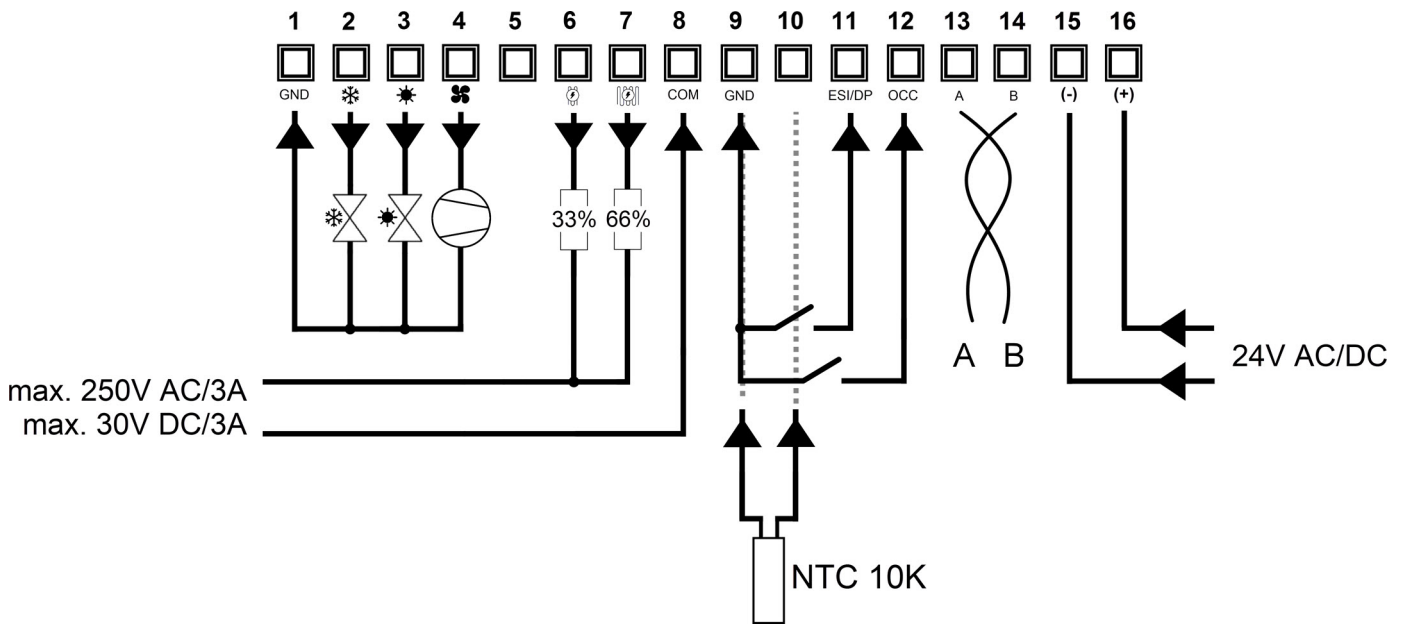 1 2 3 4 5 6 7 8 9 10 11 12 13 14 15 16
GND COM GND ESI/DP OCC A B (-) (+)
33% 66%
A B
24V AC/DC
max. 250V AC/3A
max. 30V DC/3A
NTC 10K